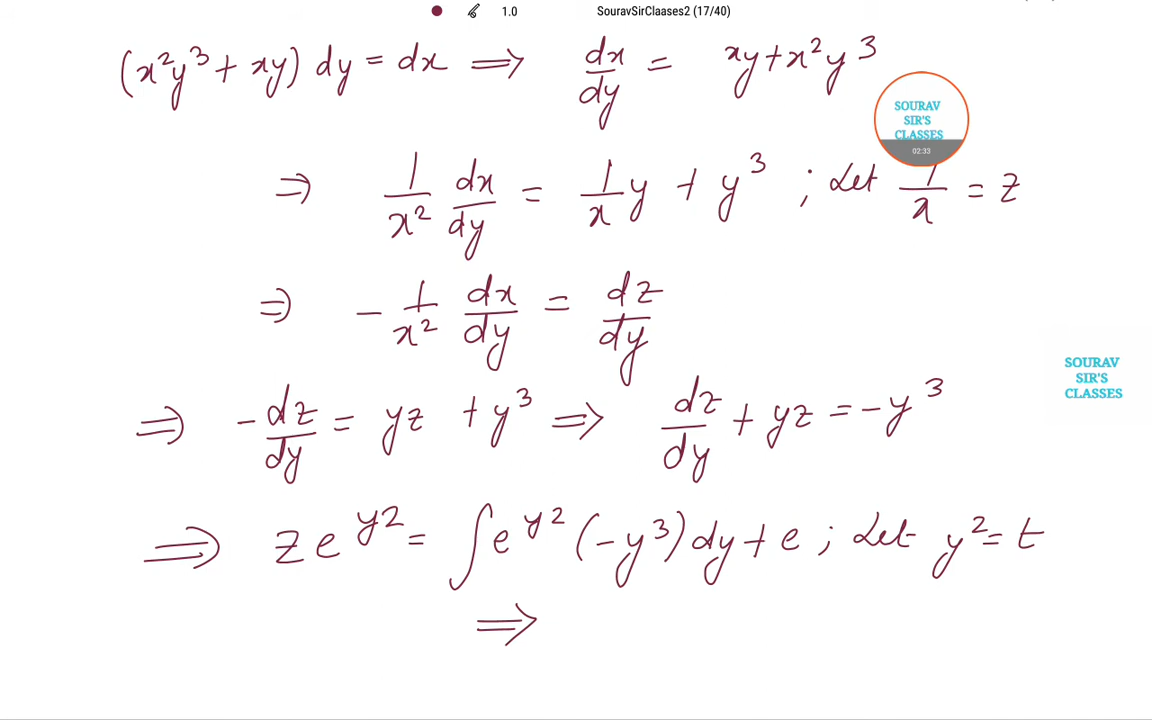 1.0 SouravSirClaases2 (17/40)
(x²y³ + xy) dy = dx ⟹ dx/dy = xy + x²y³
SOURAV
SIR'S
CLASSES
02:33
⇒ 1/x² dx/dy = 1/x y + y³ ; Let 1/x = z
⇒ - 1/x² dx/dy = dz/dy
SOURAV
SIR'S
CLASSES
⟹ - dz/dy = yz + y³ ⟹ dz/dy + yz = -y³
⟹ z e^y2 = ∫ e^y2 (-y³) dy + e ; Let y² = t
⟹